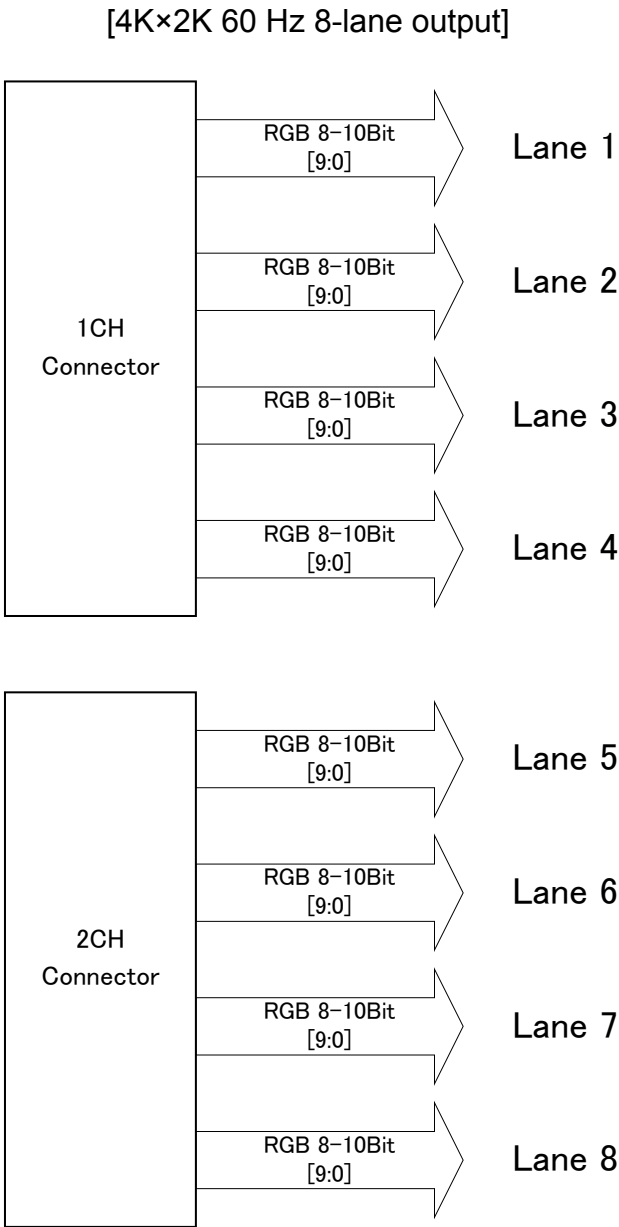 [4K×2K 60 Hz 8-lane output]
RGB 8-10Bit
[9:0]
Lane 1
RGB 8-10Bit
[9:0]
Lane 2
1CH
Connector
RGB 8-10Bit
[9:0]
Lane 3
RGB 8-10Bit
[9:0]
Lane 4
RGB 8-10Bit
[9:0]
Lane 5
RGB 8-10Bit
[9:0]
Lane 6
2CH
Connector
RGB 8-10Bit
[9:0]
Lane 7
RGB 8-10Bit
[9:0]
Lane 8